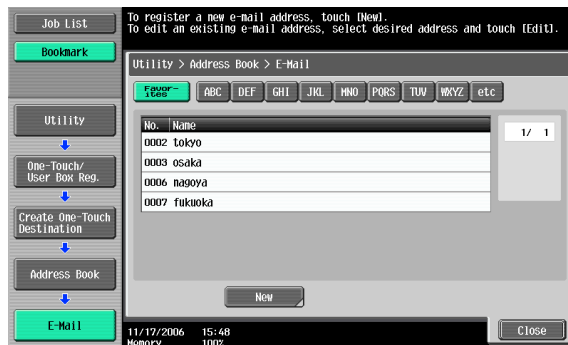 Job List
Bookmark
To register a new e-mail address, touch [New].
To edit an existing e-mail address, select desired address and touch [Edit].
Utility > Address Book > E-Mail
Favor-
ites
ABC DEF GHI JKL MNO PQRS TUV WXYZ etc
No. Name
0002 tokyo
0003 osaka
0006 nagoya
0007 fukuoka
1/ 1
Utility
One-Touch/
User Box Reg.
Create One-Touch
Destination
Address Book
E-Mail
New
11/17/2006 15:48
Memory 100%
Close